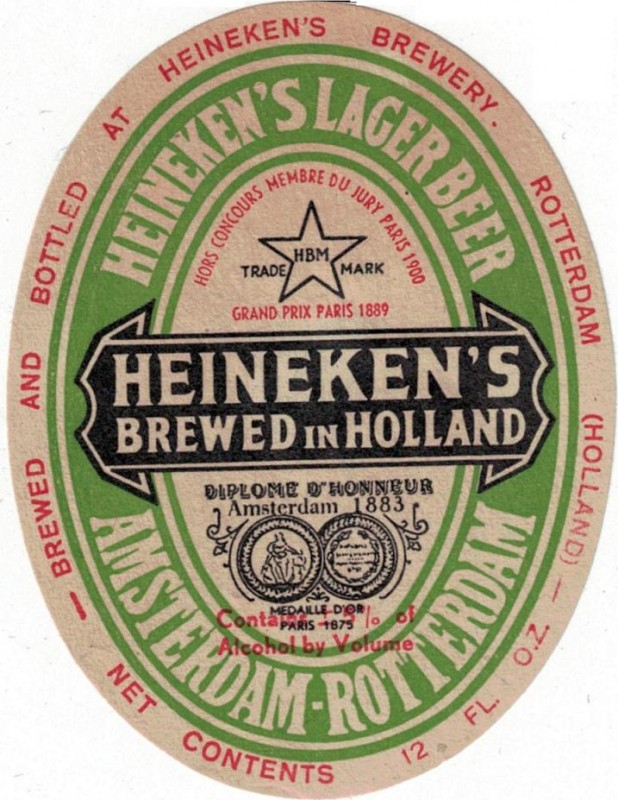 BREWED AND BOTTLED AT HEINEKEN'S BREWERY. ROTTERDAM (HOLLAND)
HEINEKEN'S LAGER BEER
HORS CONCOURS MEMBRE DU JURY PARIS 1900
HBM
TRADE MARK
GRAND PRIX PARIS 1889
HEINEKEN'S
BREWED IN HOLLAND
DIPLOME D'HONNEUR
Amsterdam 1883
MEDAILLE D'OR
PARIS 1875
Contains % of
Alcohol by Volume
AMSTERDAM-ROTTERDAM
NET CONTENTS 12 FL. O.Z.